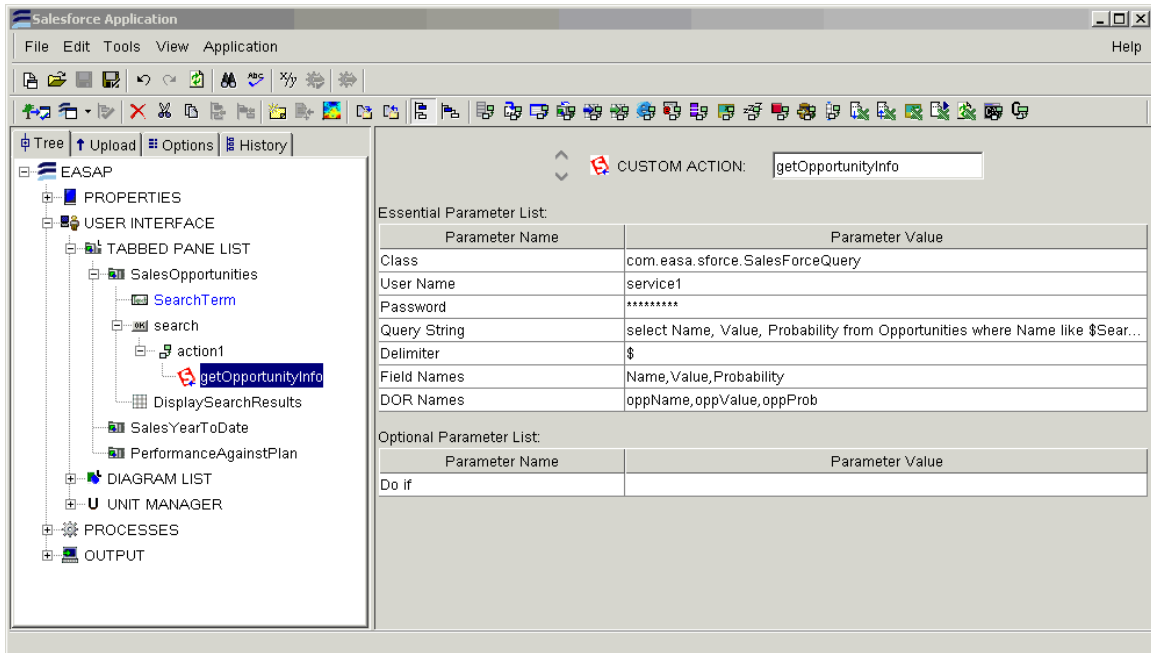 Salesforce Application
File Edit Tools View Application Help
Tree Upload Options History
EASAP
PROPERTIES
USER INTERFACE
TABBED PANE LIST
SalesOpportunities
SearchTerm
search
action1
getOpportunityInfo
DisplaySearchResults
SalesYearToDate
PerformanceAgainstPlan
DIAGRAM LIST
U UNIT MANAGER
PROCESSES
OUTPUT
CUSTOM ACTION: getOpportunityInfo
Essential Parameter List:
Parameter Name Parameter Value
Class com.easa.sforce.SalesForceQuery
User Name service1
Password *********
Query String select Name, Value, Probability from Opportunities where Name like $Sear...
Delimiter $
Field Names Name,Value,Probability
DOR Names oppName,oppValue,oppProb
Optional Parameter List:
Parameter Name Parameter Value
Do if